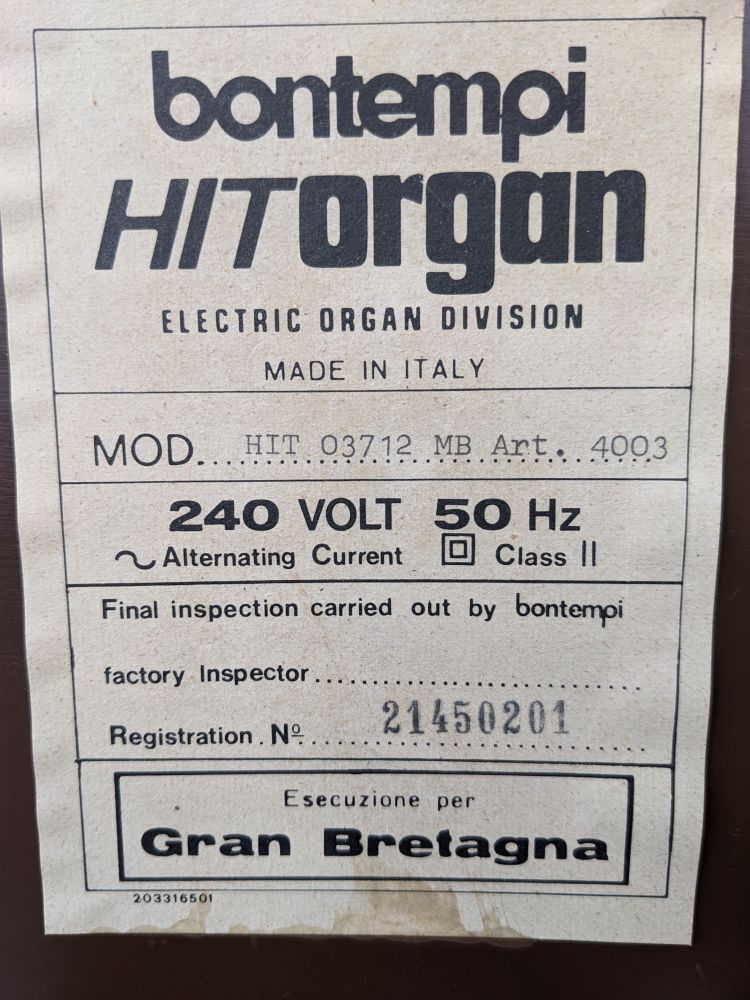 bontempi
HITorgan
ELECTRIC ORGAN DIVISION
MADE IN ITALY
MOD... HIT 03712 MB Art. 4003
240 VOLT 50 Hz
Alternating Current Class II
Final inspection carried out by bontempi
factory Inspector..............................
Registration. Nº... 21450201
Esecuzione per
Gran Bretagna
203316501